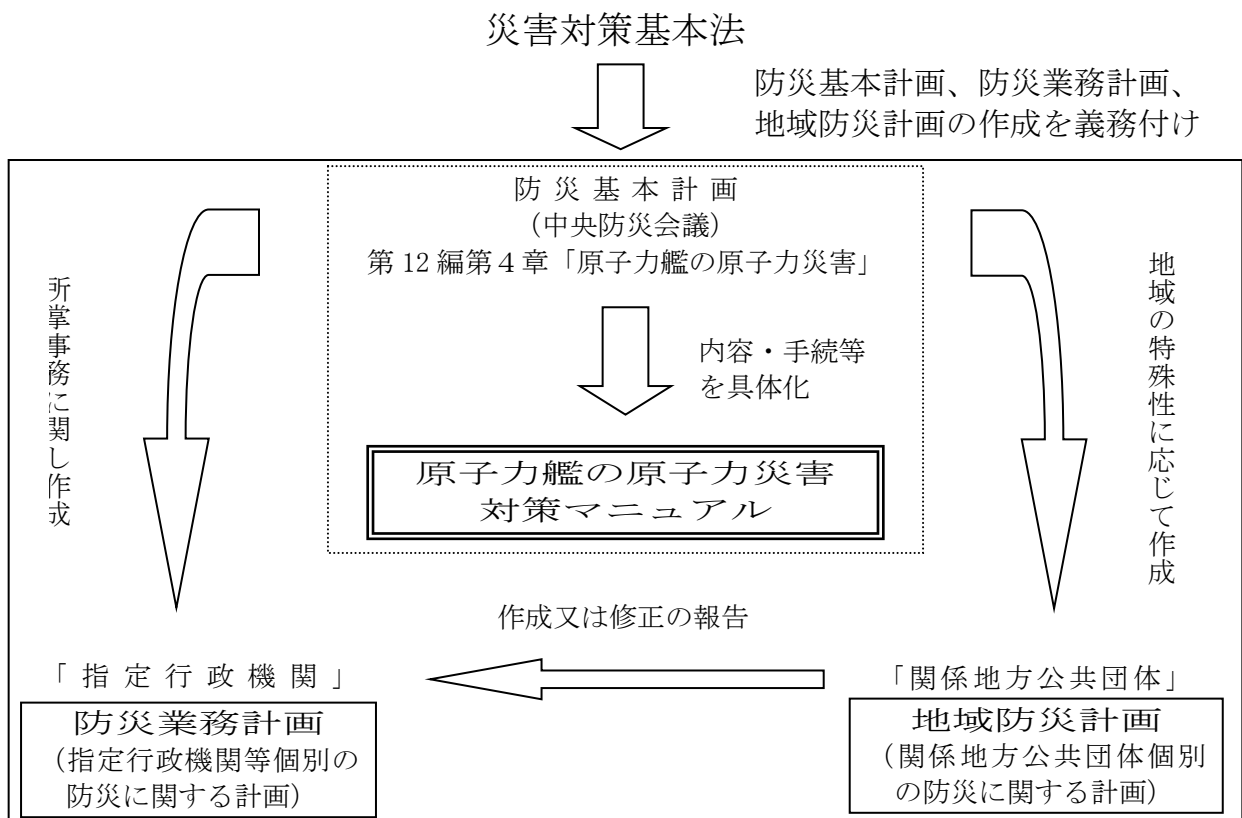 災害対策基本法
防災基本計画、防災業務計画、
地域防災計画の作成を義務付け
防災基本計画
（中央防災会議）
第12編第４章「原子力艦の原子力災害」
所掌事務に関し作成
地域の特殊性に応じて作成
内容・手続等
を具体化
原子力艦の原子力災害
対策マニュアル
作成又は修正の報告
「指定行政機関」
防災業務計画
（指定行政機関等個別の
防災に関する計画）
「関係地方公共団体」
地域防災計画
（関係地方公共団体個別
の防災に関する計画）